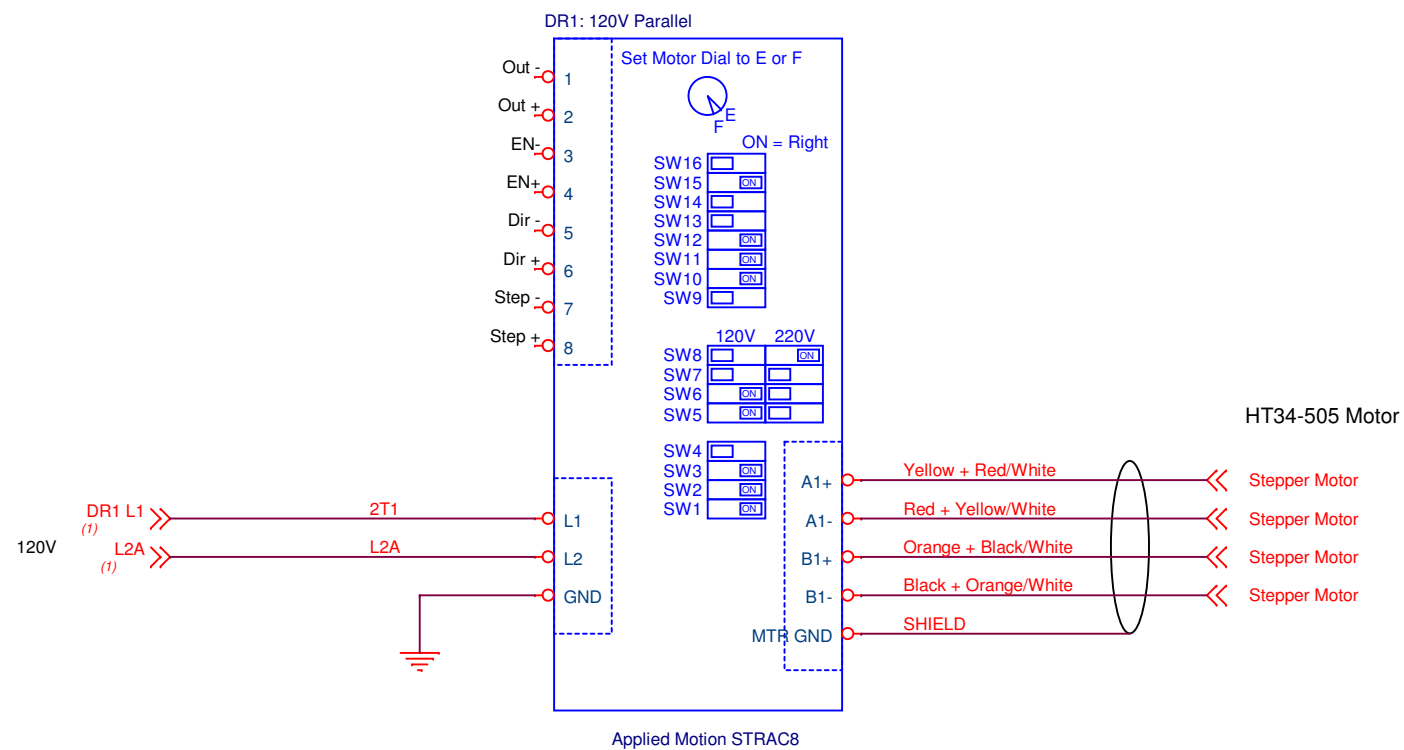 DR1: 120V Parallel
Set Motor Dial to E or F
E
F
ON = Right
Out - 1
Out + 2
EN- 3
EN+ 4
Dir - 5
Dir + 6
Step - 7
Step + 8
SW16
SW15 ON
SW14
SW13
SW12 ON
SW11 ON
SW10 ON
SW9
120V 220V
SW8 ON
SW7
SW6 ON
SW5 ON
SW4
SW3 ON
SW2 ON
SW1 ON
HT34-505 Motor
A1+ Yellow + Red/White Stepper Motor
A1- Red + Yellow/White Stepper Motor
B1+ Orange + Black/White Stepper Motor
B1- Black + Orange/White Stepper Motor
MTR GND SHIELD
120V
DR1 L1 (1) 2T1 L1
L2A (1) L2A L2
GND
Applied Motion STRAC8